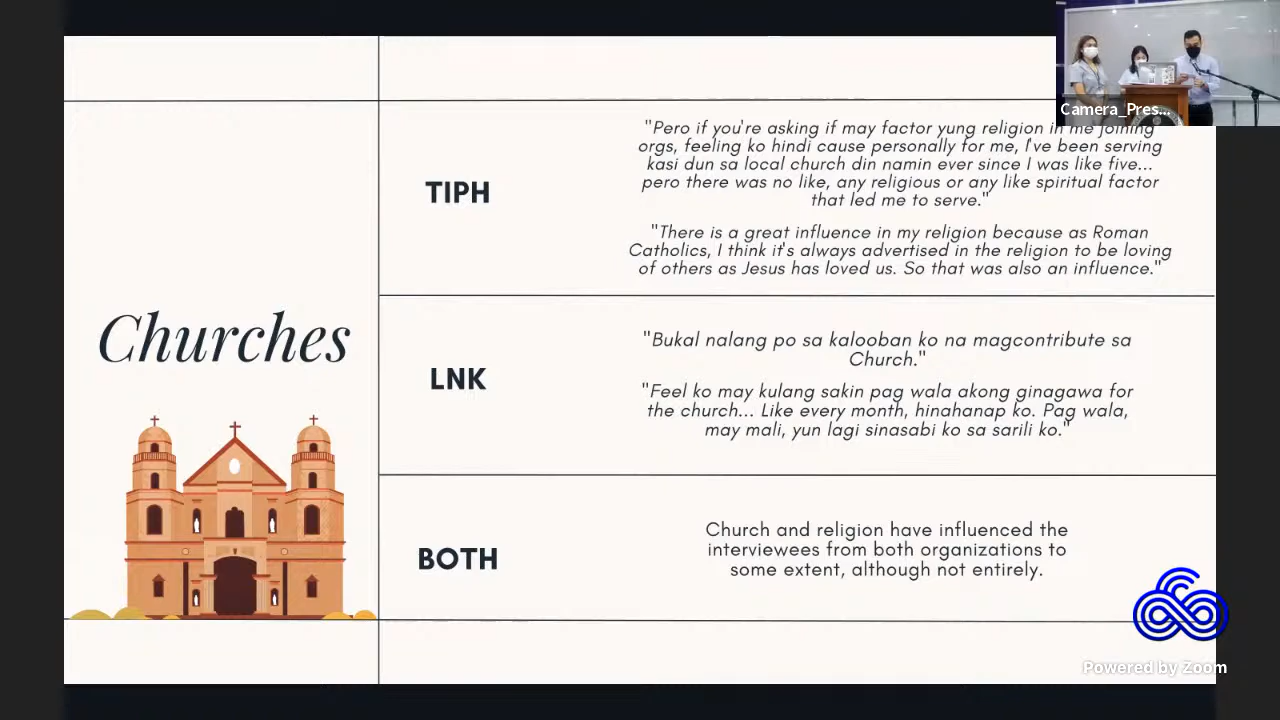 Camera_Pres...
"Pero if you're asking if may factor yung religion in me joining
orgs, feeling ko hindi cause personally for me, I've been serving
kasi dun sa local church din namin ever since I was like five...
pero there was no like, any religious or any like spiritual factor
that led me to serve."
TIPH
"There is a great influence in my religion because as Roman
Catholics, I think it's always advertised in the religion to be loving
of others as Jesus has loved us. So that was also an influence."
Churches
"Bukal nalang po sa kalooban ko na magcontribute sa
Church."
LNK
"Feel ko may kulang sakin pag wala akong ginagawa for
the church... Like every month, hinahanap ko. Pag wala,
may mali, yun lagi sinasabi ko sa sarili ko."
BOTH
Church and religion have influenced the
interviewees from both organizations to
some extent, although not entirely.
Powered by Zoom